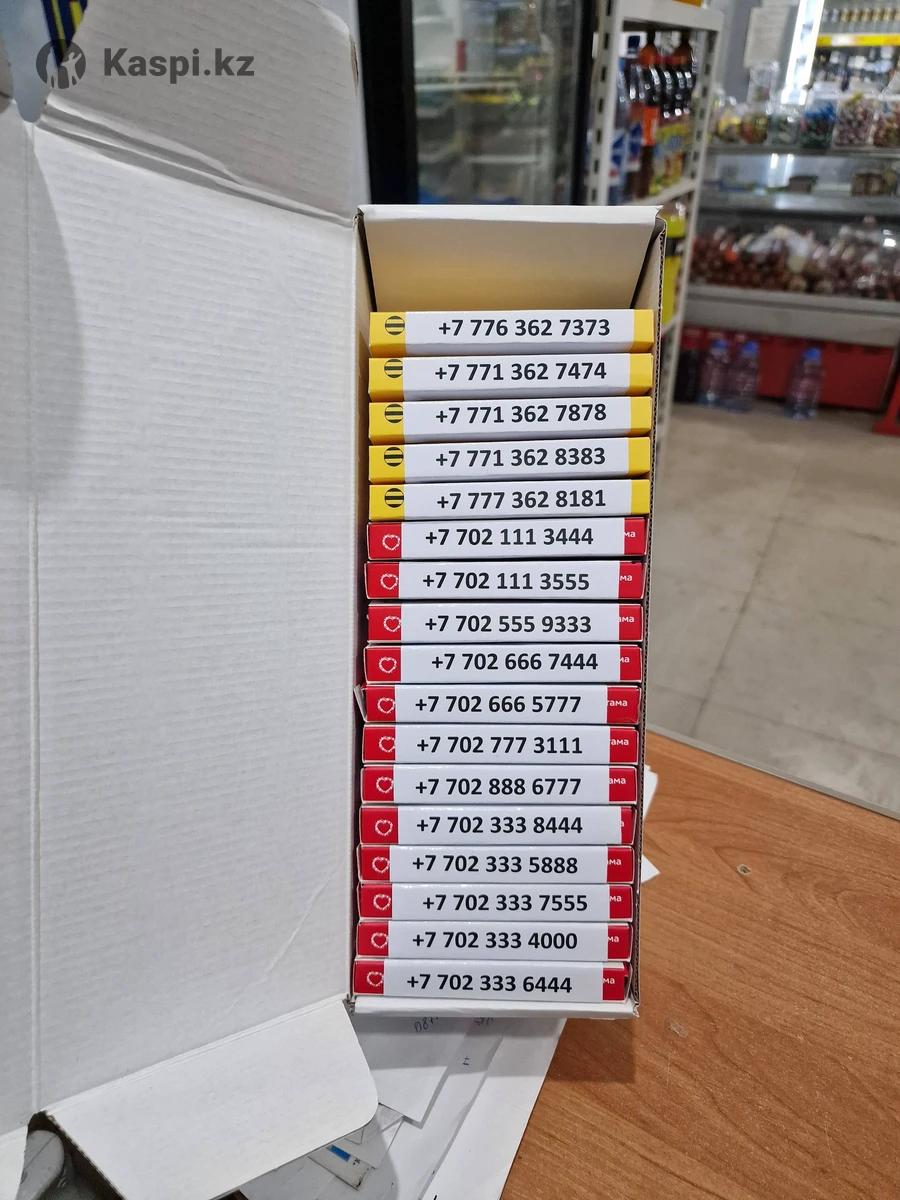 Kaspi.kz
+7 776 362 7373
+7 771 362 7474
+7 771 362 7878
+7 771 362 8383
+7 777 362 8181
+7 702 111 3444
+7 702 111 3555
+7 702 555 9333
+7 702 666 7444
+7 702 666 5777
+7 702 777 3111
+7 702 888 6777
+7 702 333 8444
+7 702 333 5888
+7 702 333 7555
+7 702 333 4000
+7 702 333 6444